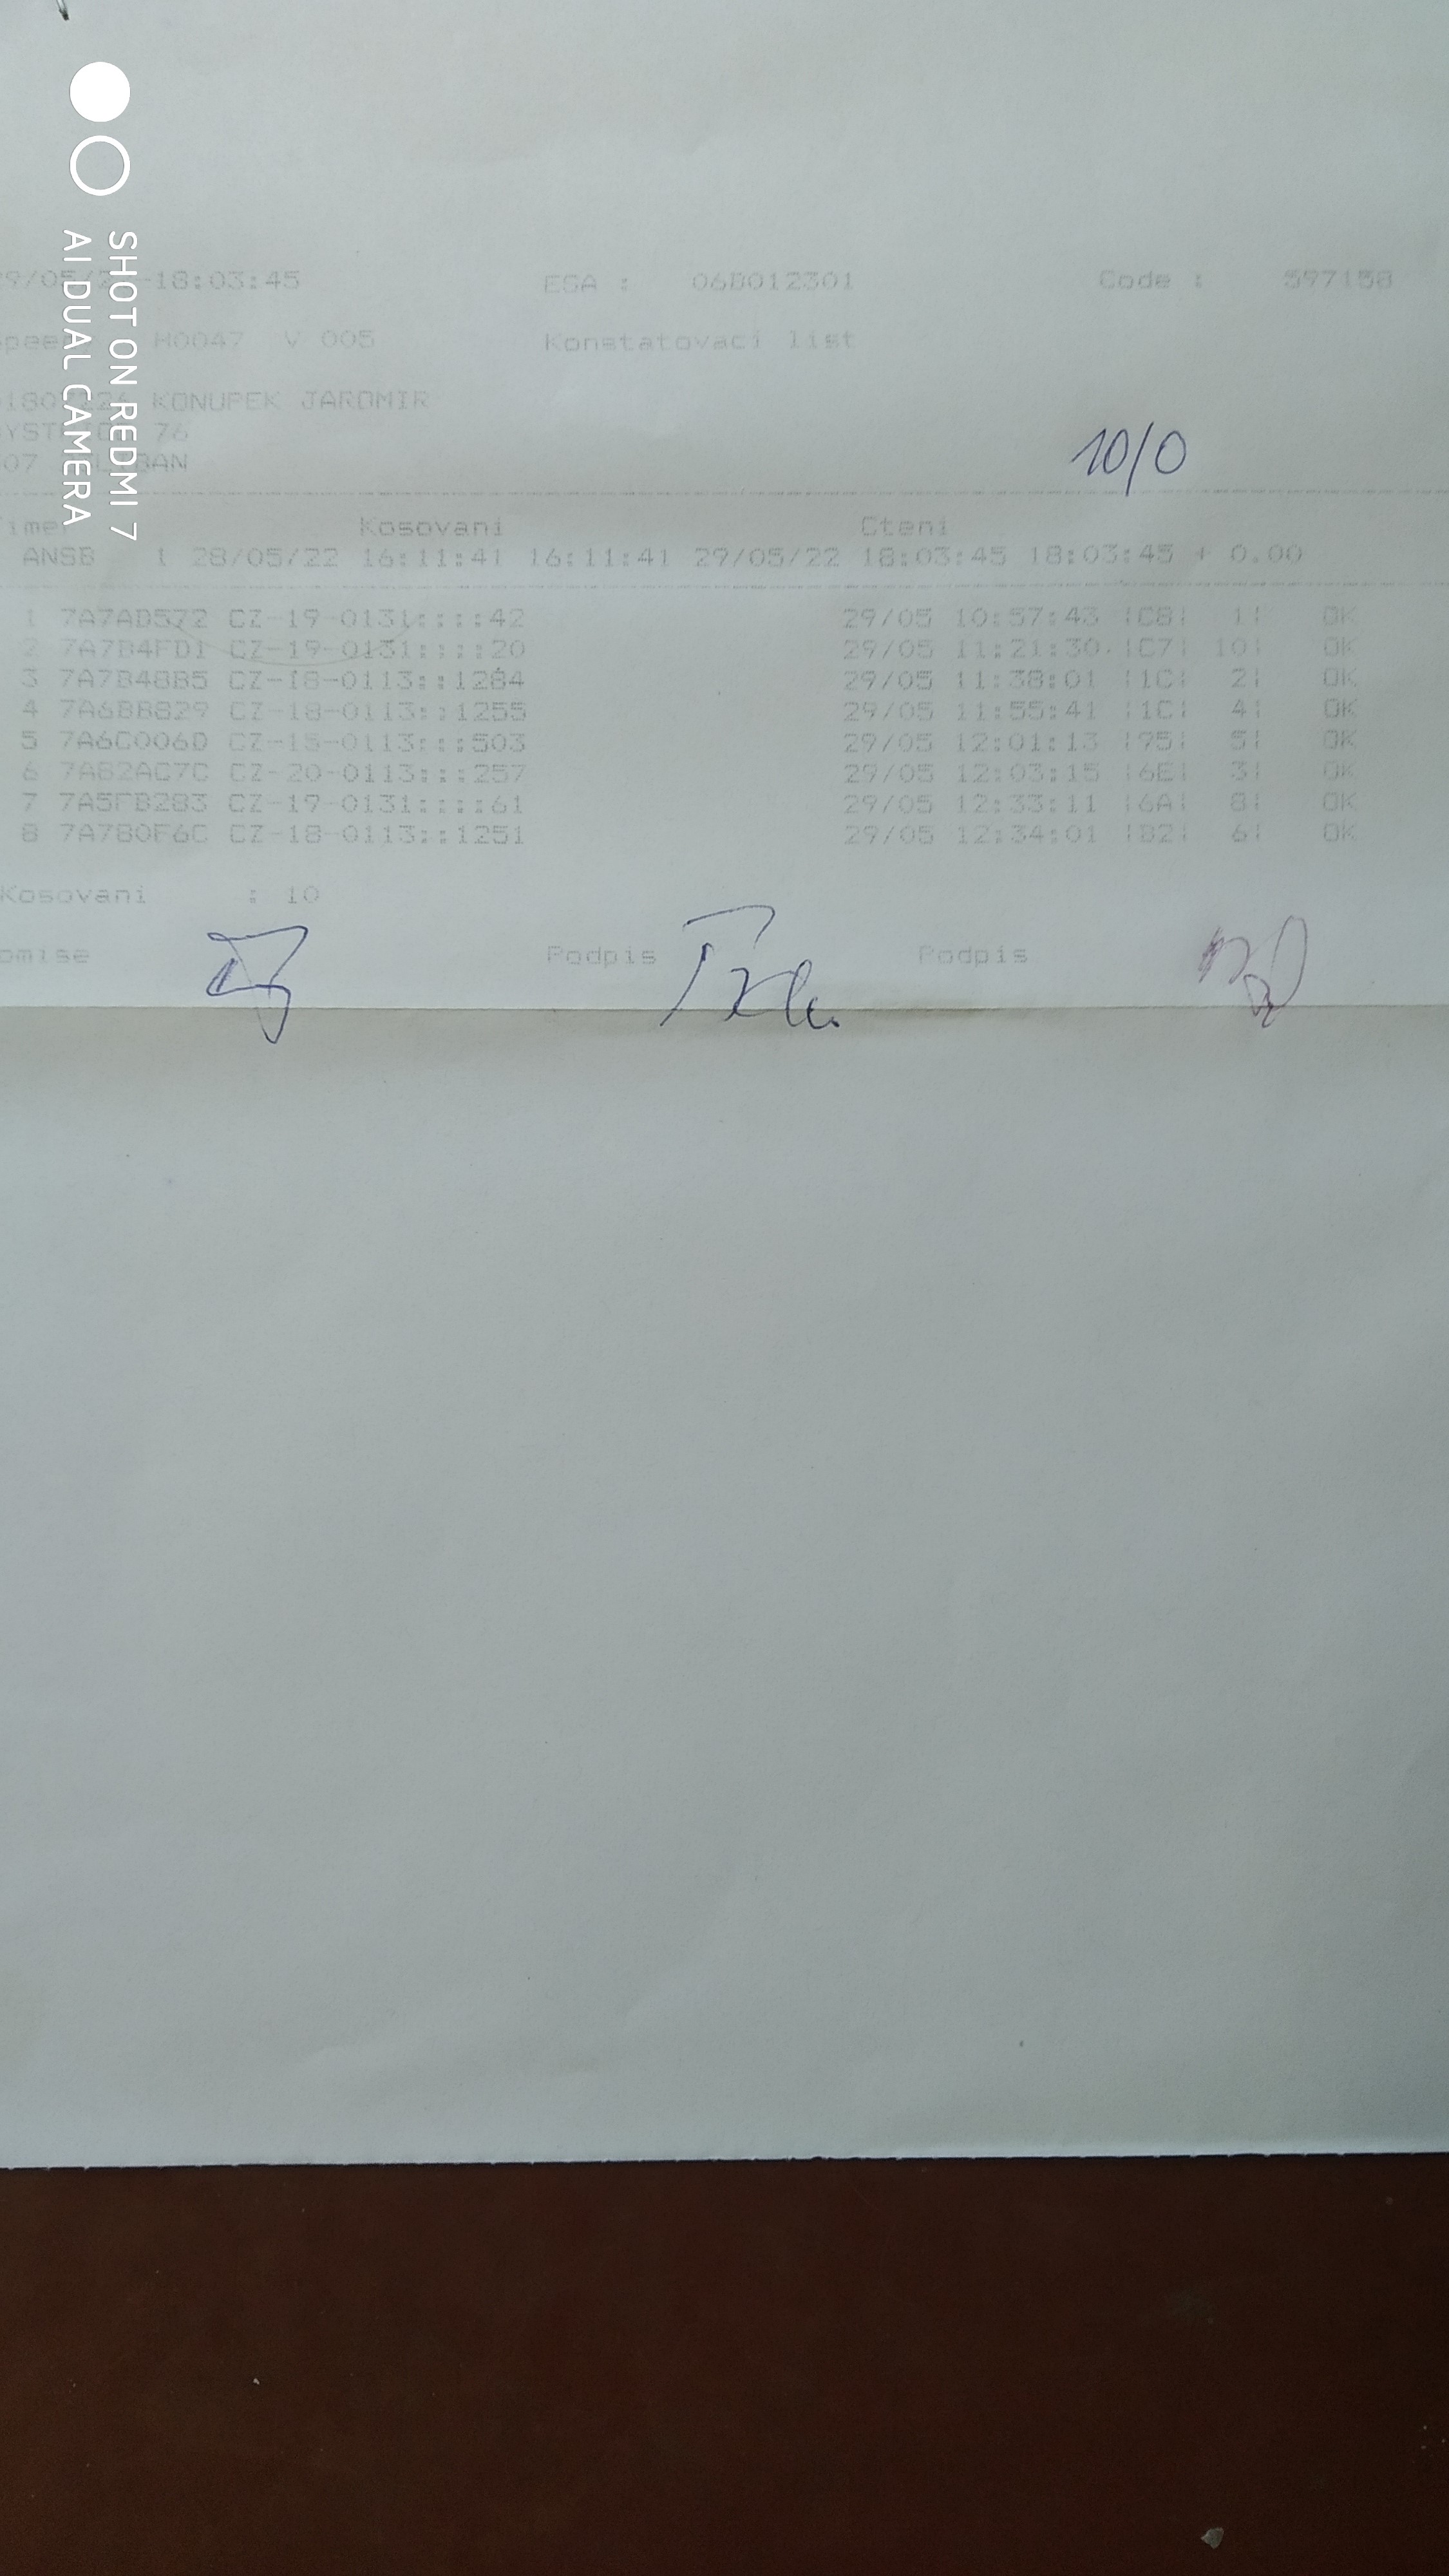 -18:03:45 ESA : 06B012301 Code : 597158
H0047 V 005 Konstatovaci list
KONUPEK JAROMIR
76
10/0
Kosovani Cteni
ANSB 1 28/05/22 16:11:41 16:11:41 29/05/22 18:03:45 18:03:45 + 0.00
1 7A7AD572 CZ-19-0131::::42 29/05 10:57:43 |C8| 1| OK
2 7A7B4FD1 CZ-19-0131::::20 29/05 11:21:30 |C7| 10| OK
3 7A7B48B5 CZ-18-0113::1284 29/05 11:38:01 |1C| 2| OK
4 7A6BB829 CZ-18-0113::1255 29/05 11:55:41 |1C| 4| OK
5 7A6C006D CZ-15-0113:::503 29/05 12:01:13 |95| 5| OK
6 7A82AC7C CZ-20-0113:::257 29/05 12:03:15 |6E| 3| OK
7 7A5FB283 CZ-19-0131::::61 29/05 12:33:11 |6A| 8| OK
8 7A780F6C CZ-18-0113::1251 29/05 12:34:01 |B2| 6| OK
Kosovani : 10
omise Podpis Podpis
SHOT ON REDMI 7
AI DUAL CAMERA